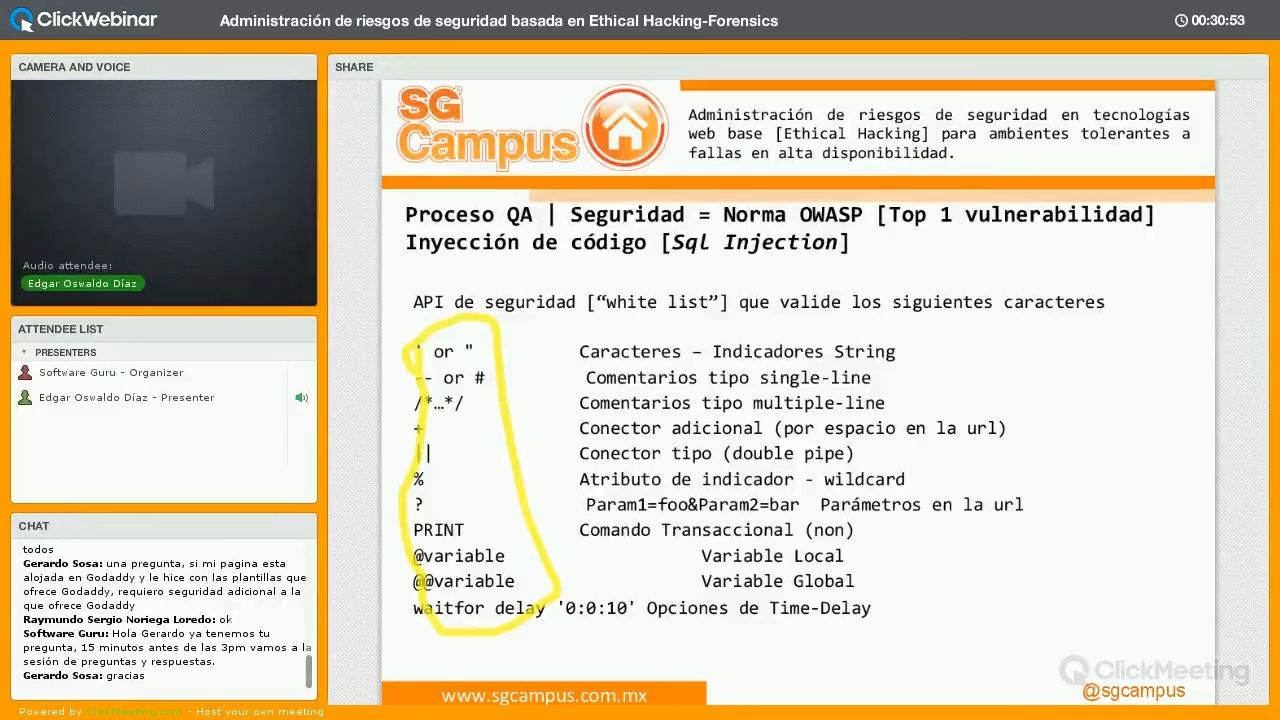 ClickWebinar
Administración de riesgos de seguridad basada en Ethical Hacking-Forensics
00:30:53
CAMERA AND VOICE
Audio attendee:
Edgar Oswaldo Díaz
ATTENDEE LIST
PRESENTERS
Software Guru - Organizer
Edgar Oswaldo Díaz - Presenter
CHAT
todos
Gerardo Sosa: una pregunta, si mi pagina esta
alojada en Godaddy y le hice con las plantillas que
ofrece Godaddy, requiero seguridad adicional a la
que ofrece Godaddy
Raymundo Sergio Noriega Loredo: ok
Software Guru: Hola Gerardo ya tenemos tu
pregunta, 15 minutos antes de las 3pm vamos a la
sesión de preguntas y respuestas.
Gerardo Sosa: gracias
Powered by ClickMeeting.com - Host your own meeting
SHARE
SG
Campus
Administración de riesgos de seguridad en tecnologías
web base [Ethical Hacking] para ambientes tolerantes a
fallas en alta disponibilidad.
Proceso QA | Seguridad = Norma OWASP [Top 1 vulnerabilidad]
Inyección de código [Sql Injection]
API de seguridad [“white list”] que valide los siguientes caracteres
' or " Caracteres – Indicadores String
-- or # Comentarios tipo single-line
/*…*/ Comentarios tipo multiple-line
+ Conector adicional (por espacio en la url)
|| Conector tipo (double pipe)
% Atributo de indicador - wildcard
? Param1=foo&Param2=bar Parámetros en la url
PRINT Comando Transaccional (non)
@variable Variable Local
@@variable Variable Global
waitfor delay '0:0:10' Opciones de Time-Delay
www.sgcampus.com.mx
ClickMeeting
@sgcampus